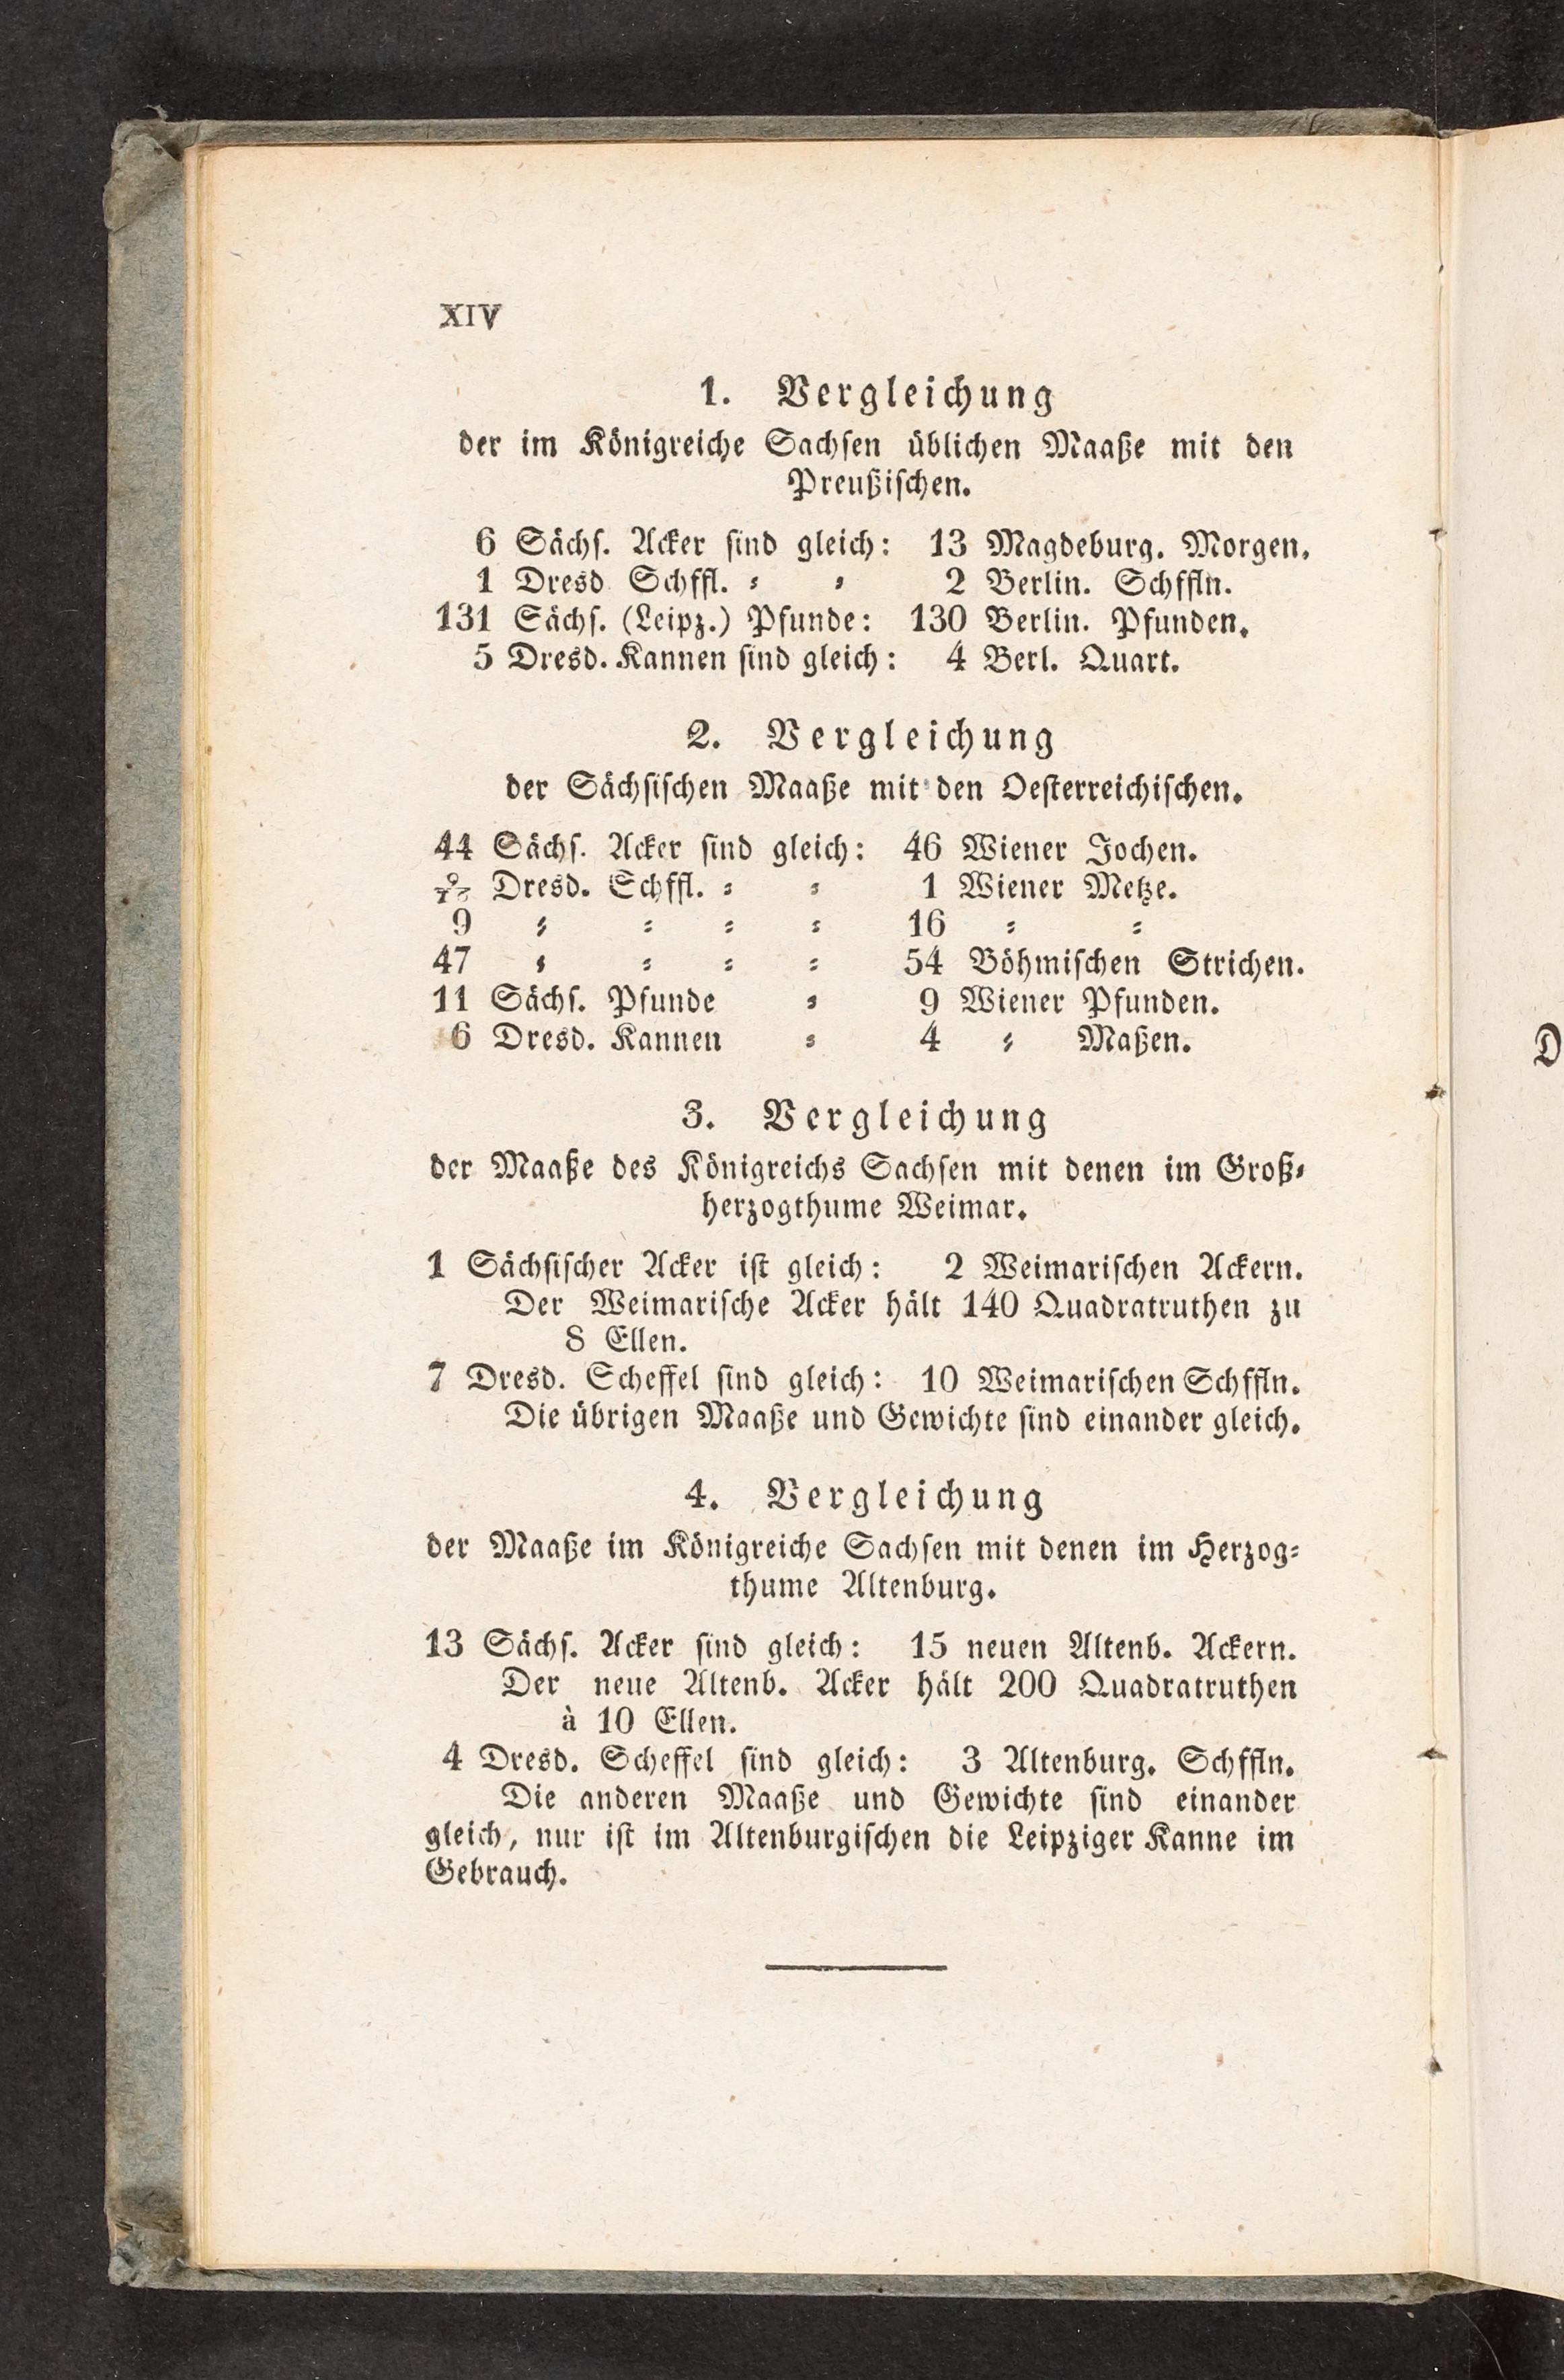 XIV
1. Vergleichung
der im Königreiche Sachsen üblichen Maaße mit den
Preußischen.
6 Sächs. Acker sind gleich: 13 Magdeburg. Morgen.
1 Dresd Schffl. = = 2 Berlin. Schffln.
131 Sächs. (Leipz.) Pfunde: 130 Berlin. Pfunden.
5 Dresd. Kannen sind gleich: 4 Berl. Quart.
2. Vergleichung
der Sächsischen Maaße mit den Oesterreichischen.
44 Sächs. Acker sind gleich: 46 Wiener Jochen.
9/16 Dresd. Schffl. = = 1 Wiener Metze.
9 = = = = 16 = =
47 = = = = 54 Böhmischen Strichen.
11 Sächs. Pfunde = 9 Wiener Pfunden.
6 Dresd. Kannen = 4 = Maßen.
3. Vergleichung
der Maaße des Königreichs Sachsen mit denen im Groß=
herzogthume Weimar.
1 Sächsischer Acker ist gleich: 2 Weimarischen Ackern.
Der Weimarische Acker hält 140 Quadratruthen zu
8 Ellen.
7 Dresd. Scheffel sind gleich: 10 Weimarischen Schffln.
Die übrigen Maaße und Gewichte sind einander gleich.
4. Vergleichung
der Maaße im Königreiche Sachsen mit denen im Herzog=
thume Altenburg.
13 Sächs. Acker sind gleich: 15 neuen Altenb. Ackern.
Der neue Altenb. Acker hält 200 Quadratruthen
à 10 Ellen.
4 Dresd. Scheffel sind gleich: 3 Altenburg. Schffln.
Die anderen Maaße und Gewichte sind einander
gleich, nur ist im Altenburgischen die Leipziger Kanne im
Gebrauch.
D